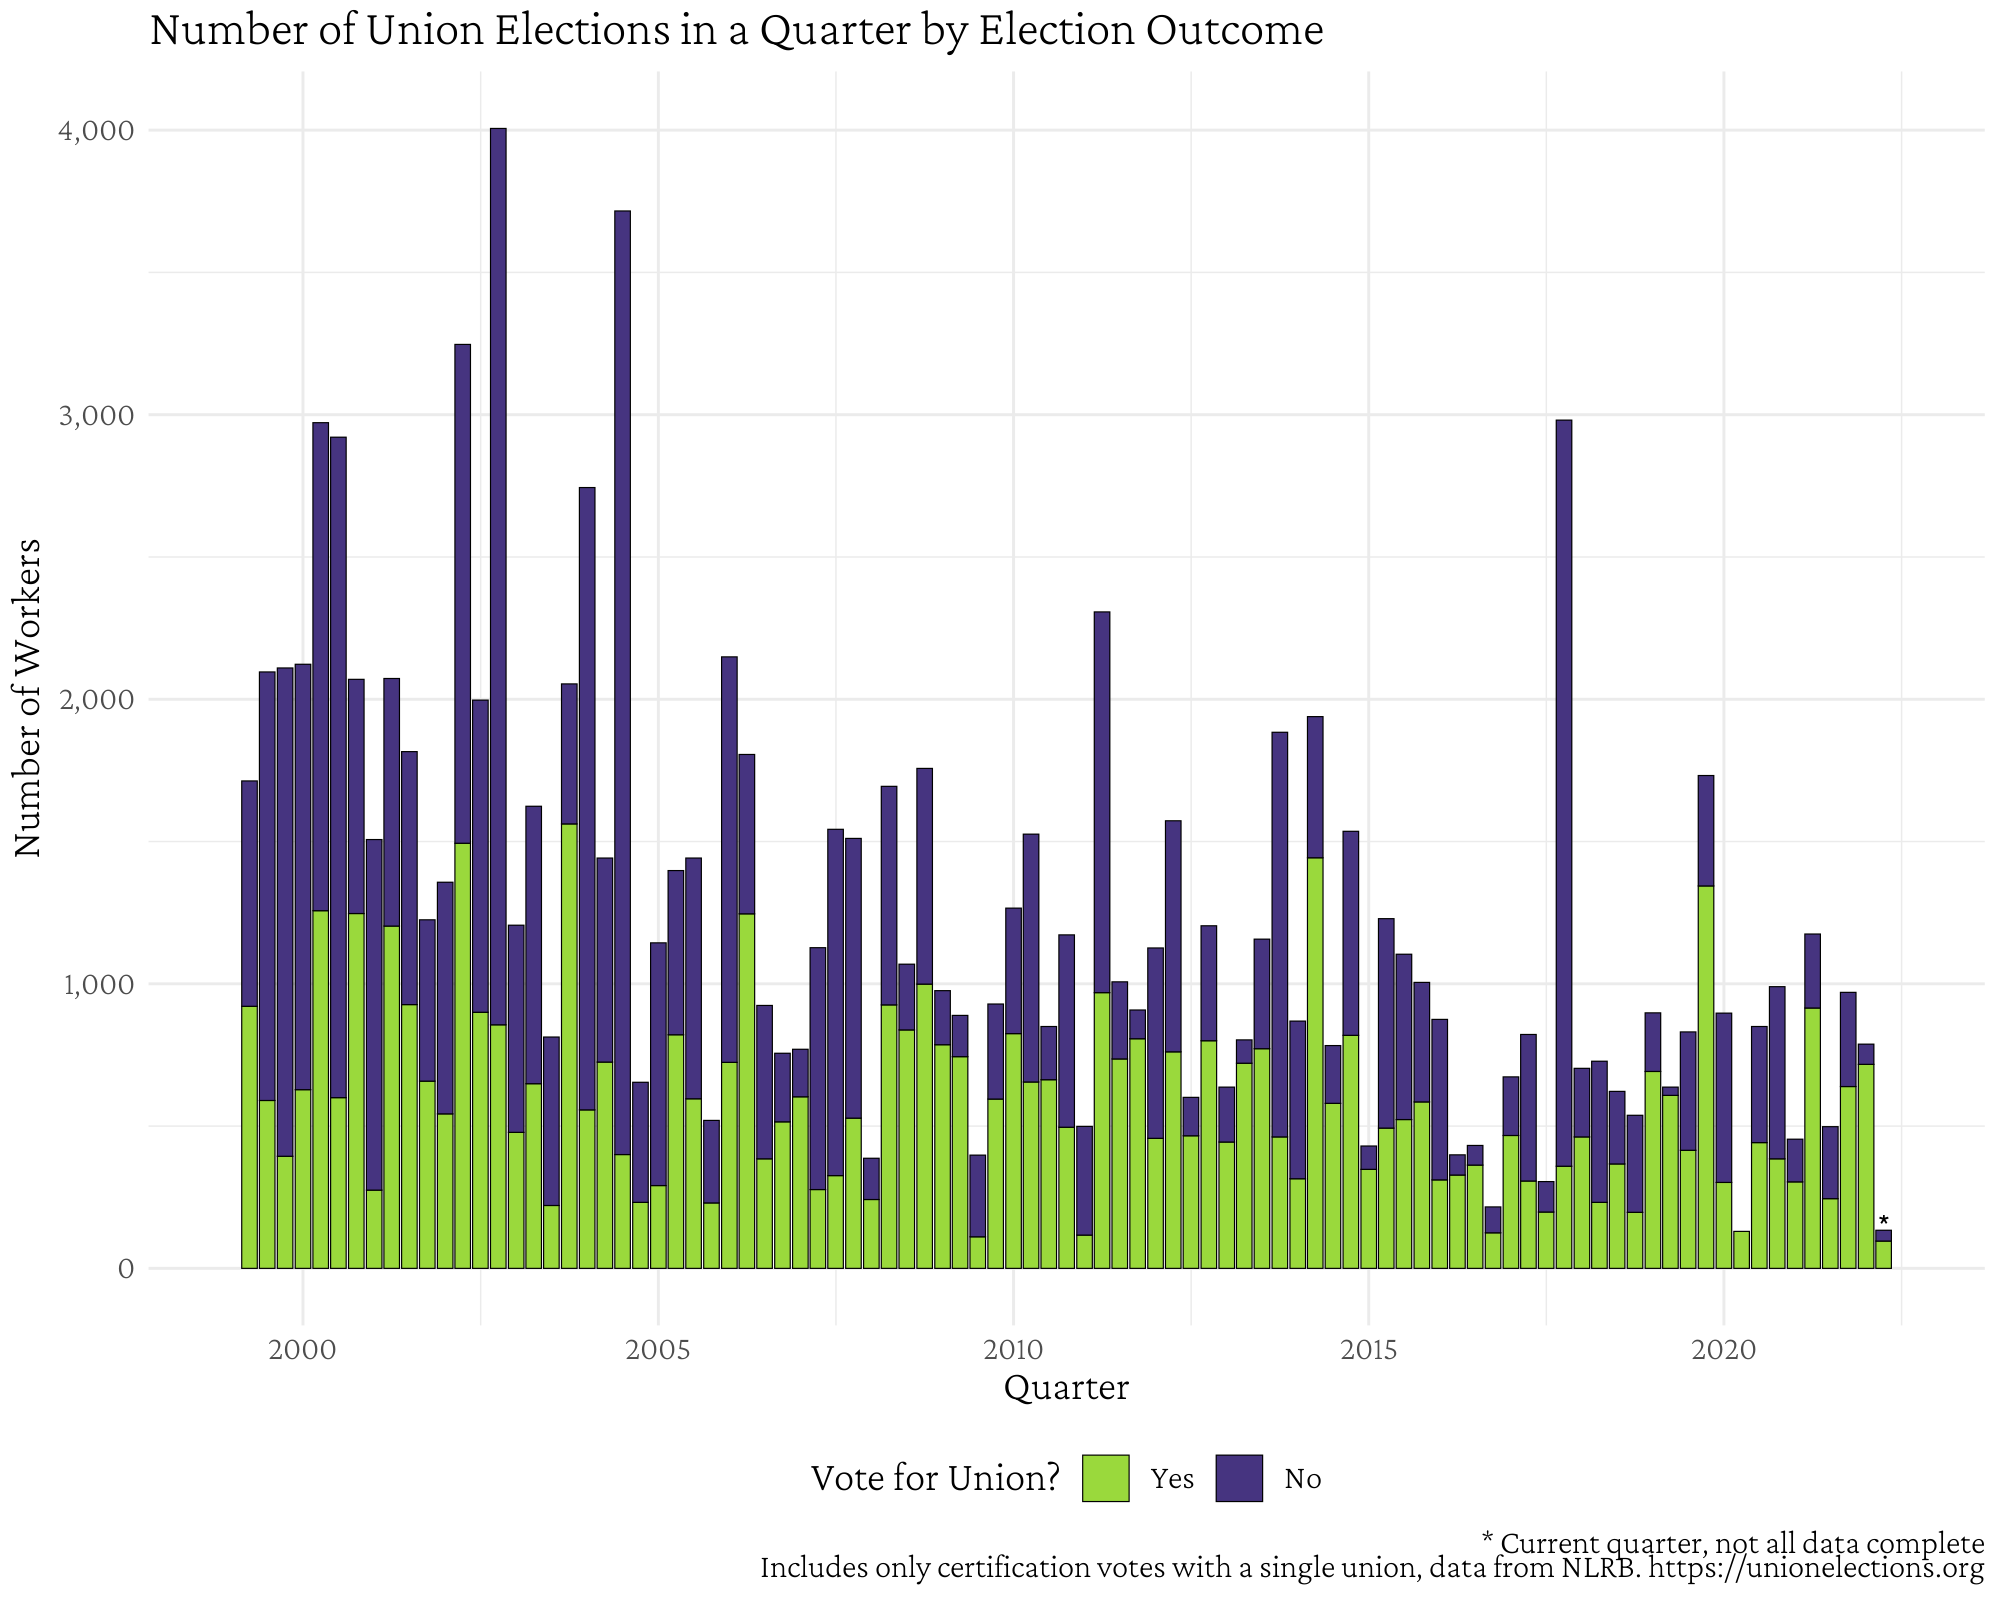 Number of Union Elections in a Quarter by Election Outcome
4,000
3,000
2,000
1,000
0
Number of Workers
*
2000 2005 2010 2015 2020
Quarter
Vote for Union? Yes No
* Current quarter, not all data complete
Includes only certification votes with a single union, data from NLRB. https://unionelections.org